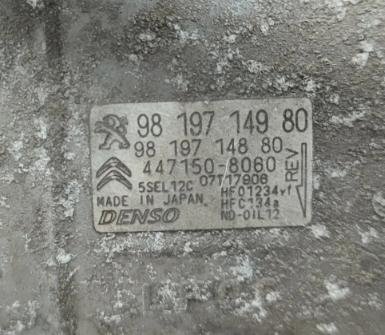 98 197 149 80
98 197 148 80
447150-8060
5SEL12C 07T17906
MADE IN JAPAN
DENSO
HF01234yf
HFC134a
ND-OIL12
REV